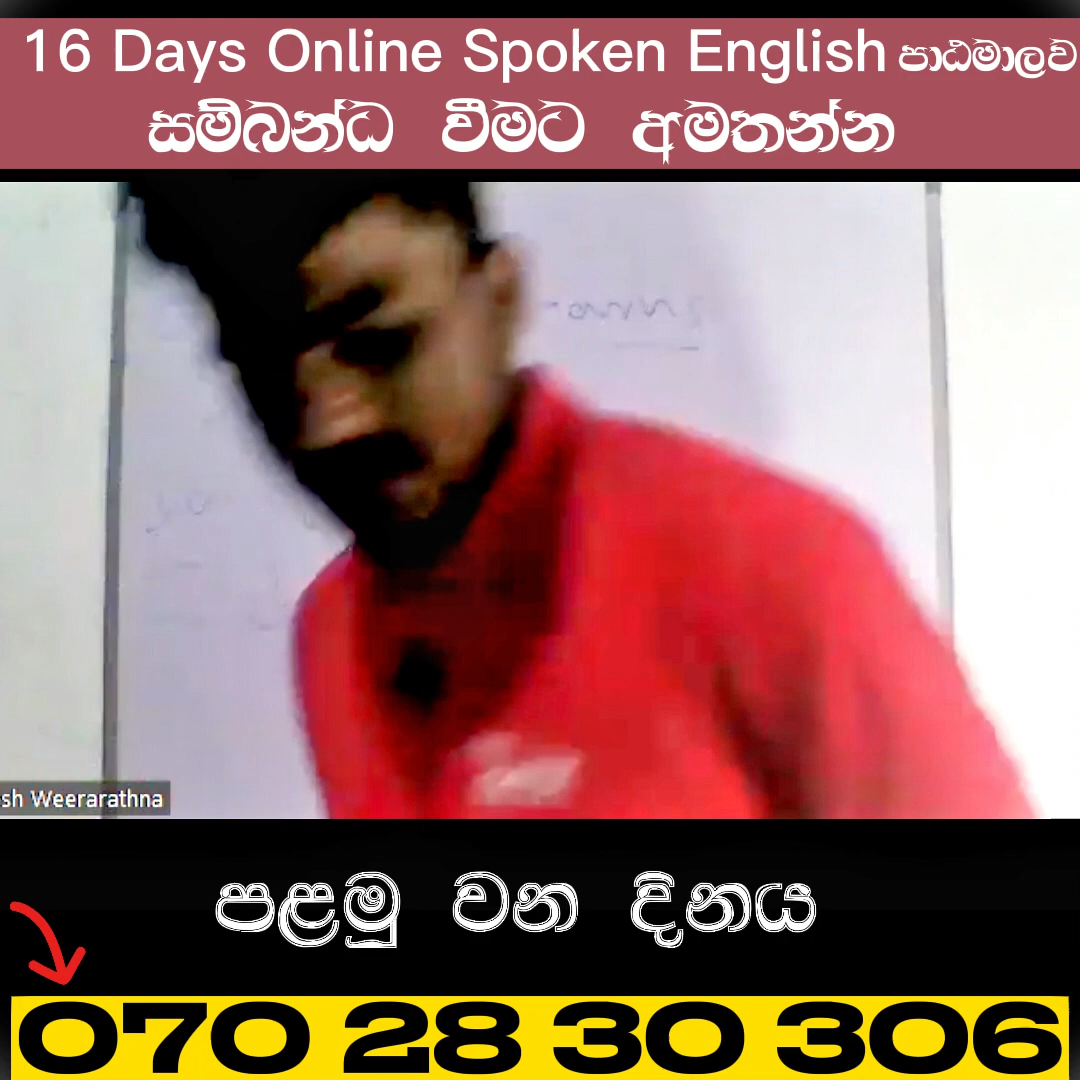 16 Days Online Spoken English පාඨමාලව
සම්බන්ධ වීමට අමතන්න
sh Weerarathna
පළමු වන දිනය
070 28 30 306